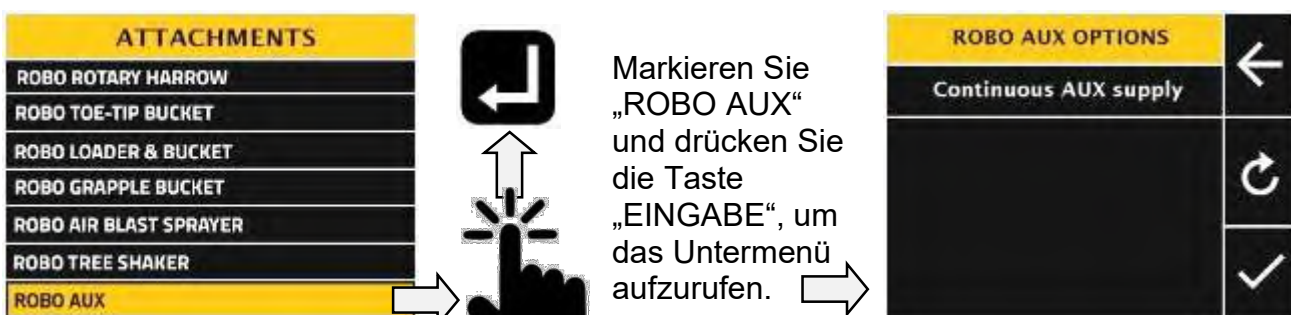 ATTACHMENTS
ROBO ROTARY HARROW
ROBO TOE-TIP BUCKET
ROBO LOADER & BUCKET
ROBO GRAPPLE BUCKET
ROBO AIR BLAST SPRAYER
ROBO TREE SHAKER
ROBO AUX
Markieren Sie
„ROBO AUX“
und drücken Sie
die Taste
„EINGABE“, um
das Untermenü
aufzurufen.
ROBO AUX OPTIONS
Continuous AUX supply